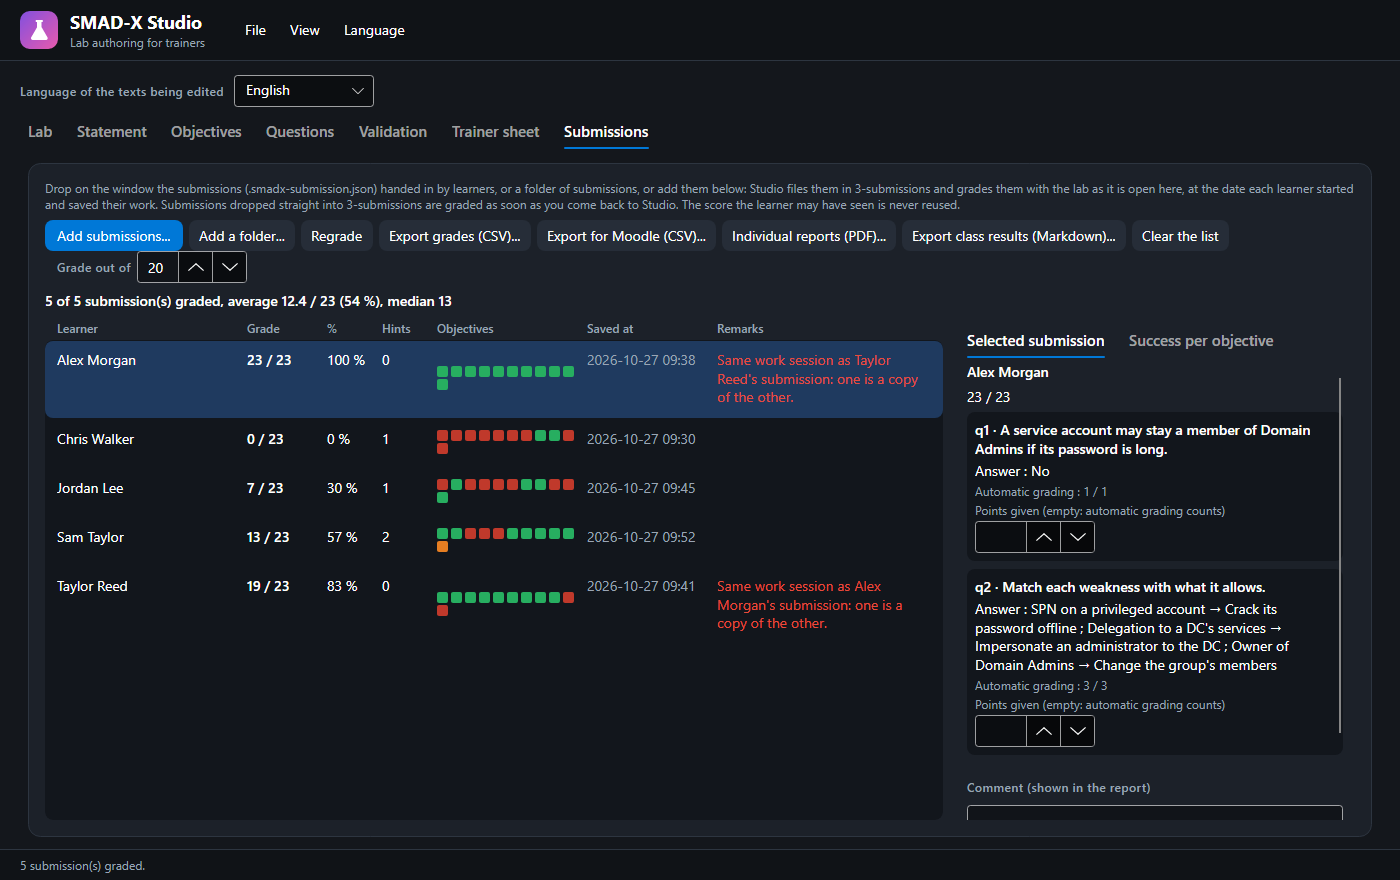 SMAD-X Studio
Lab authoring for trainers
File
View
Language
Language of the texts being edited
English
Lab
Statement
Objectives
Questions
Validation
Trainer sheet
Submissions
Drop on the window the submissions (.smadx-submission.json) handed in by learners, or a folder of submissions, or add them below: Studio files them in 3-submissions and grades them with the lab as it is open here, at the date each learner started
and saved their work. Submissions dropped straight into 3-submissions are graded as soon as you come back to Studio. The score the learner may have seen is never reused.
Add submissions...
Add a folder...
Regrade
Export grades (CSV)...
Export for Moodle (CSV)...
Individual reports (PDF)...
Export class results (Markdown)...
Clear the list
Grade out of
20
5 of 5 submission(s) graded, average 12.4 / 23 (54 %), median 13
Learner
Grade
%
Hints
Objectives
Saved at
Remarks
Alex Morgan
23 / 23
100 %
0
2026-10-27 09:38
Same work session as Taylor
Reed's submission: one is a copy
of the other.
Chris Walker
0 / 23
0 %
1
2026-10-27 09:30
Jordan Lee
7 / 23
30 %
1
2026-10-27 09:45
Sam Taylor
13 / 23
57 %
2
2026-10-27 09:52
Taylor Reed
19 / 23
83 %
0
2026-10-27 09:41
Same work session as Alex
Morgan's submission: one is a
copy of the other.
Selected submission
Success per objective
Alex Morgan
23 / 23
q1 · A service account may stay a member of Domain
Admins if its password is long.
Answer : No
Automatic grading : 1 / 1
Points given (empty: automatic grading counts)
q2 · Match each weakness with what it allows.
Answer : SPN on a privileged account → Crack its
password offline ; Delegation to a DC's services →
Impersonate an administrator to the DC ; Owner of
Domain Admins → Change the group's members
Automatic grading : 3 / 3
Points given (empty: automatic grading counts)
Comment (shown in the report)
5 submission(s) graded.